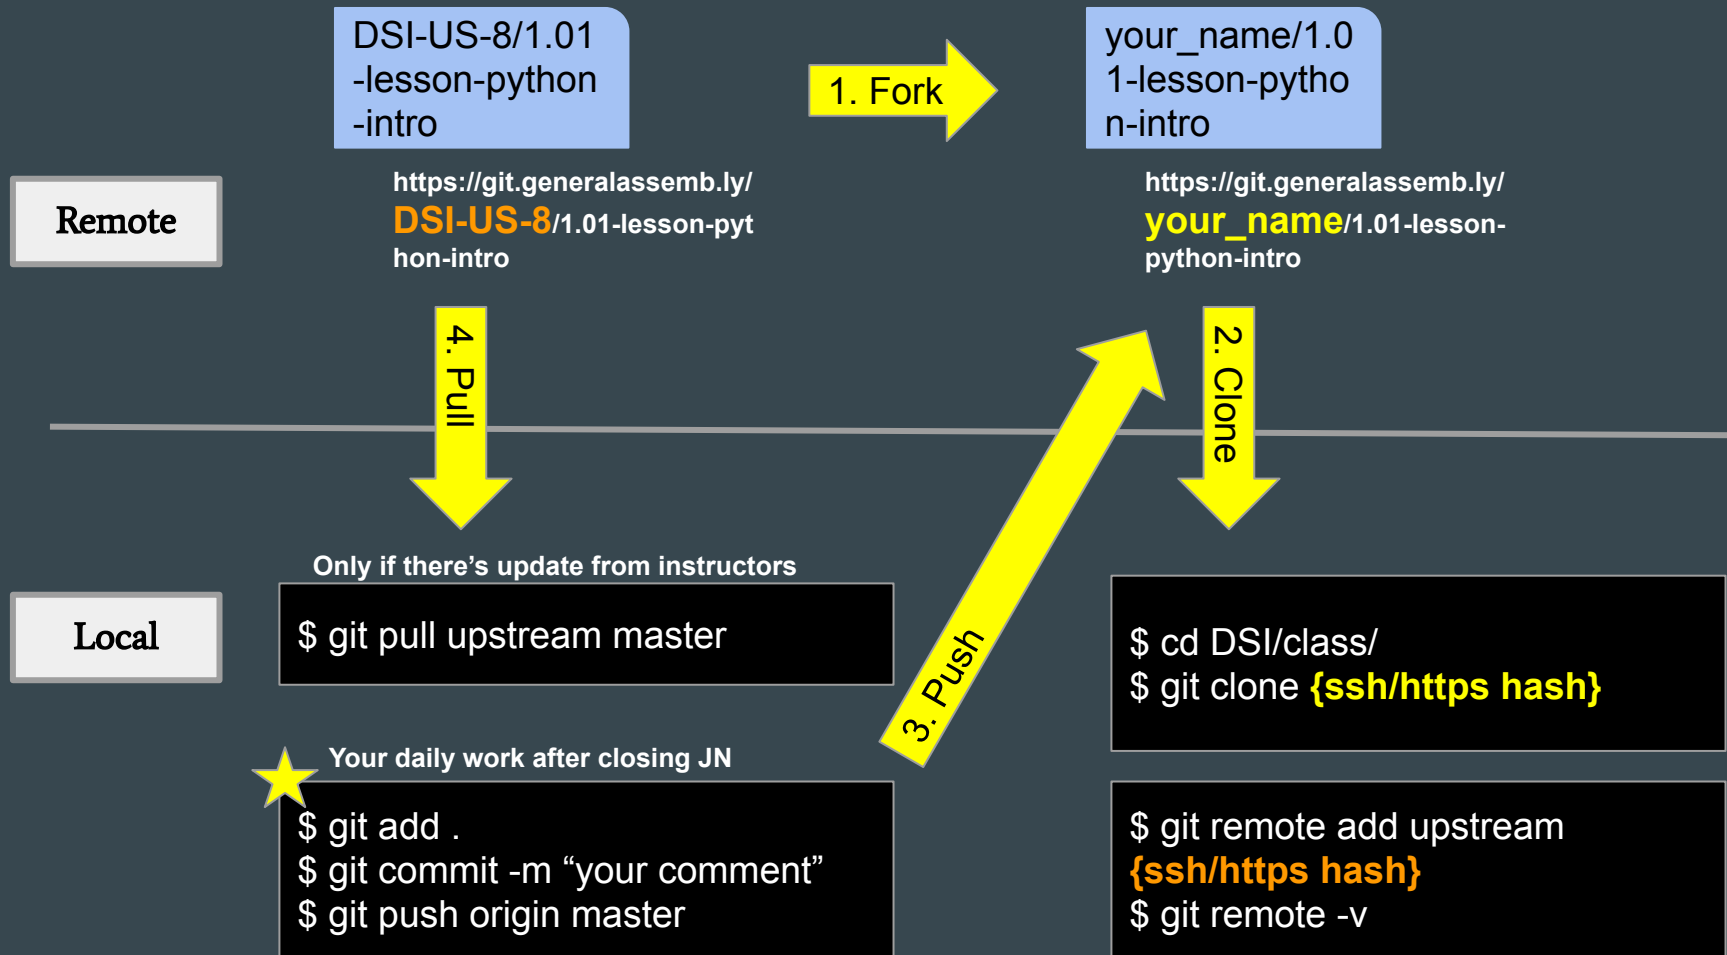 DSI-US-8/1.01
-lesson-python
-intro
1. Fork
your_name/1.0
1-lesson-pytho
n-intro
Remote
https://git.generalassemb.ly/
DSI-US-8/1.01-lesson-pyt
hon-intro
https://git.generalassemb.ly/
your_name/1.01-lesson-
python-intro
4. Pull
2. Clone
3. Push
Local
Only if there’s update from instructors
$ git pull upstream master
$ cd DSI/class/
$ git clone {ssh/https hash}
Your daily work after closing JN
$ git add .
$ git commit -m “your comment”
$ git push origin master
$ git remote add upstream
{ssh/https hash}
$ git remote -v